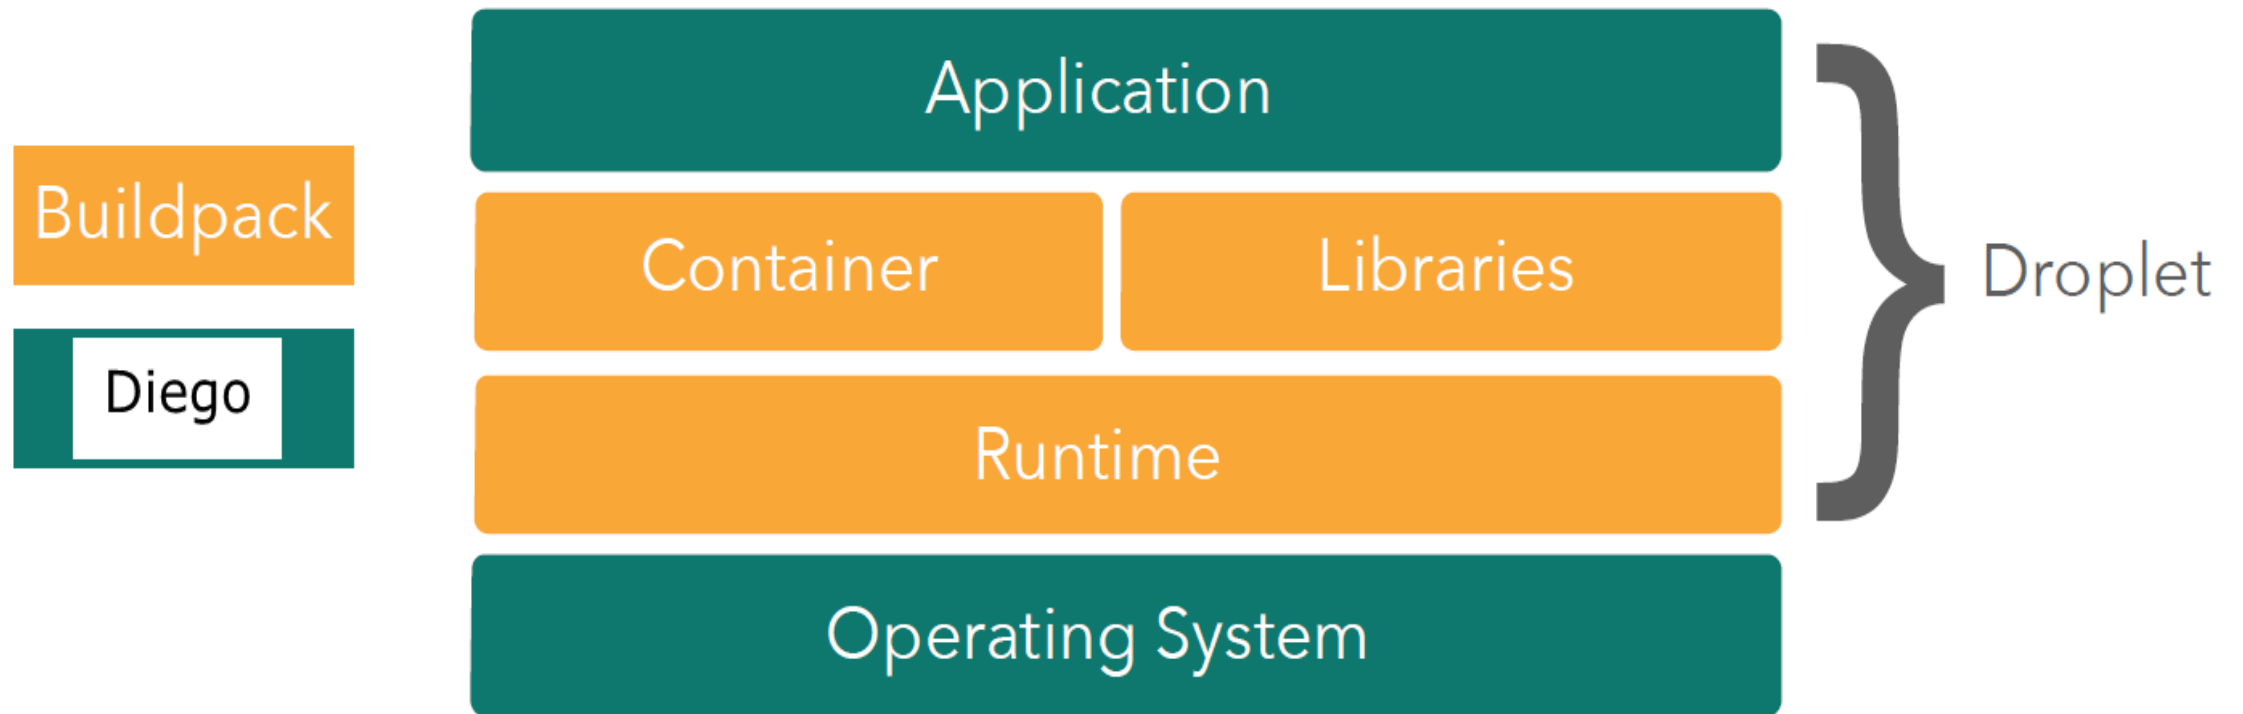 Application
Buildpack
Container
Libraries
Droplet
Diego
Runtime
Operating System